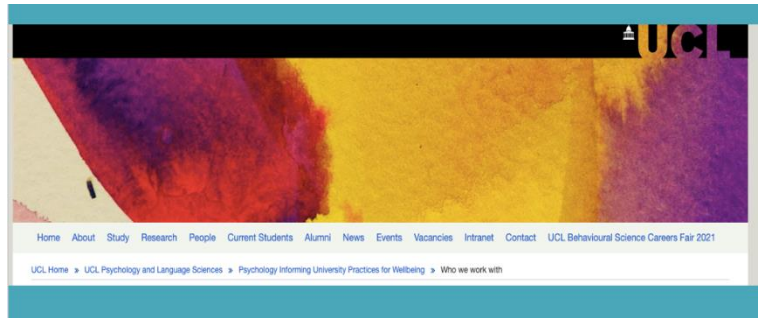 UCL
Home About Study Research People Current Students Alumni News Events Vacancies Intranet Contact UCL Behavioural Science Careers Fair 2021
UCL Home » UCL Psychology and Language Sciences » Psychology Informing University Practices for Wellbeing » Who we work with